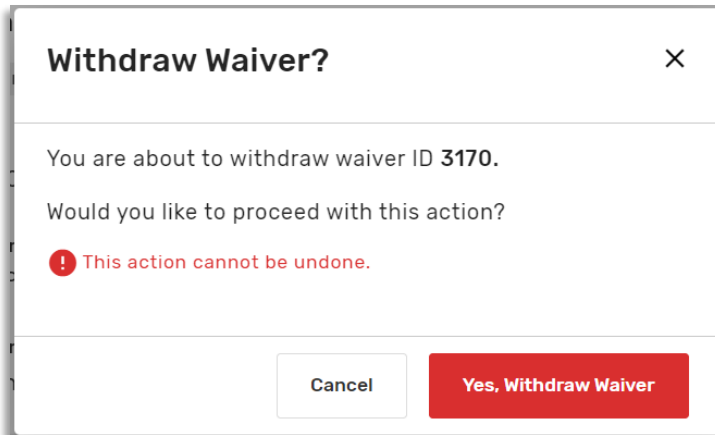 Withdraw Waiver?
You are about to withdraw waiver ID 3170.
Would you like to proceed with this action?
This action cannot be undone.
Cancel
Yes, Withdraw Waiver